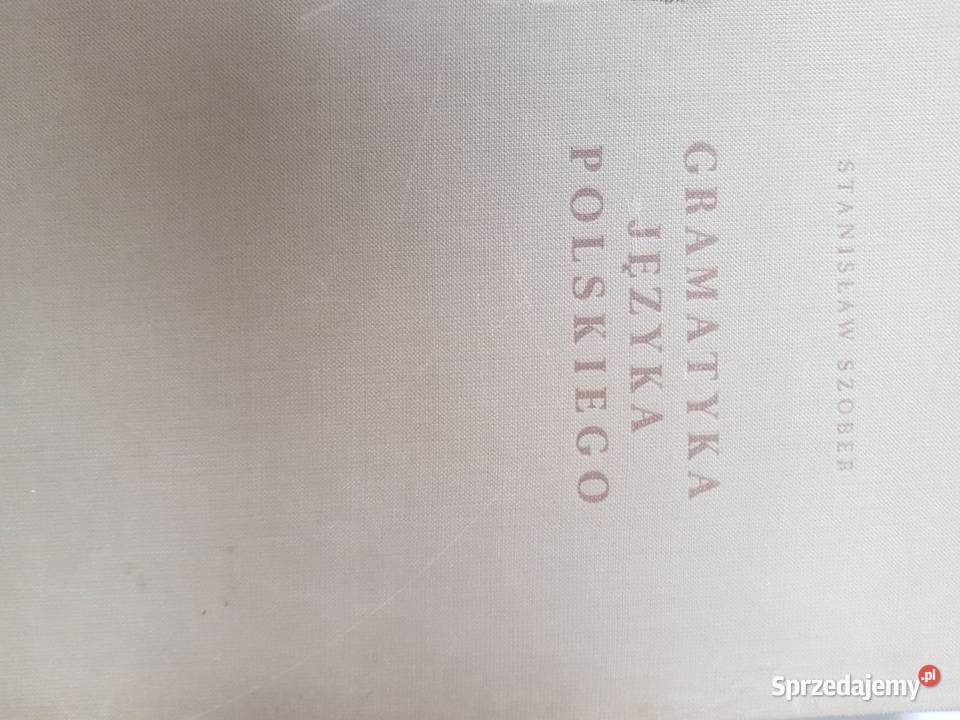 STANISŁAW SZOBER
GRAMATYKA
JĘZYKA
POLSKIEGO
Sprzedajemy.pl